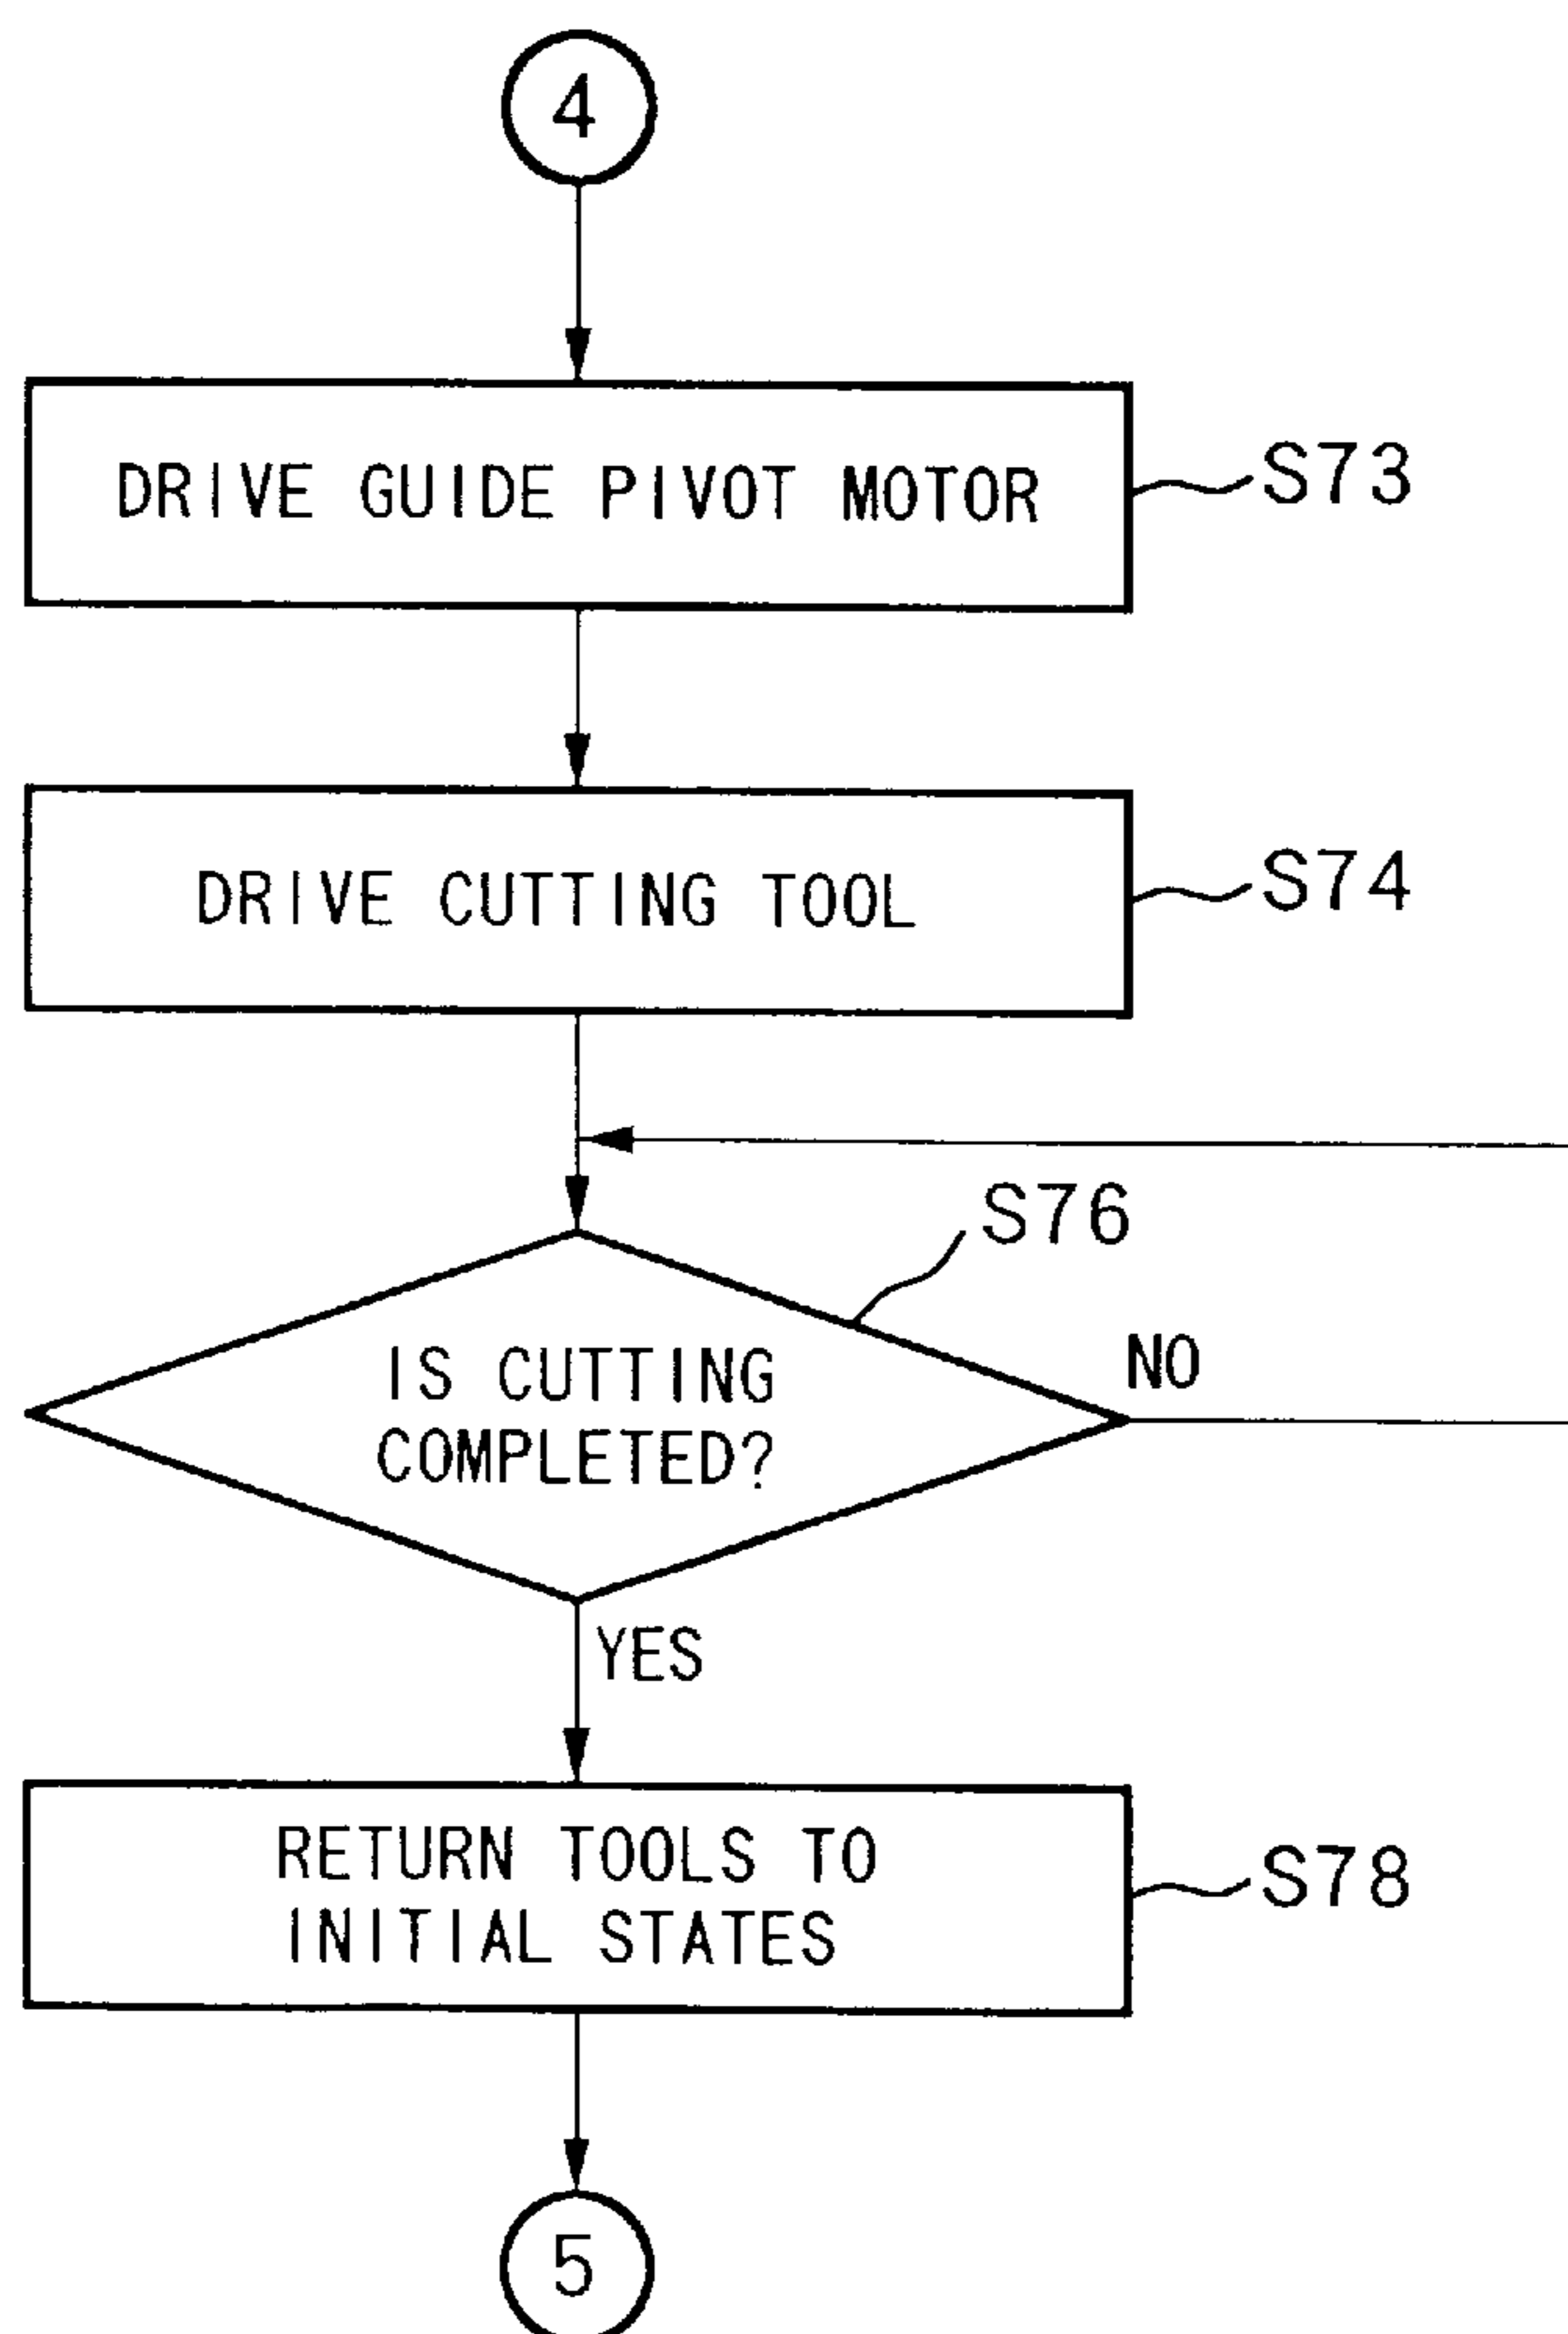 4
DRIVE GUIDE PIVOT MOTOR
S73
DRIVE CUTTING TOOL
S74
S76
IS CUTTING
COMPLETED?
NO
YES
RETURN TOOLS TO
INITIAL STATES
S78
5